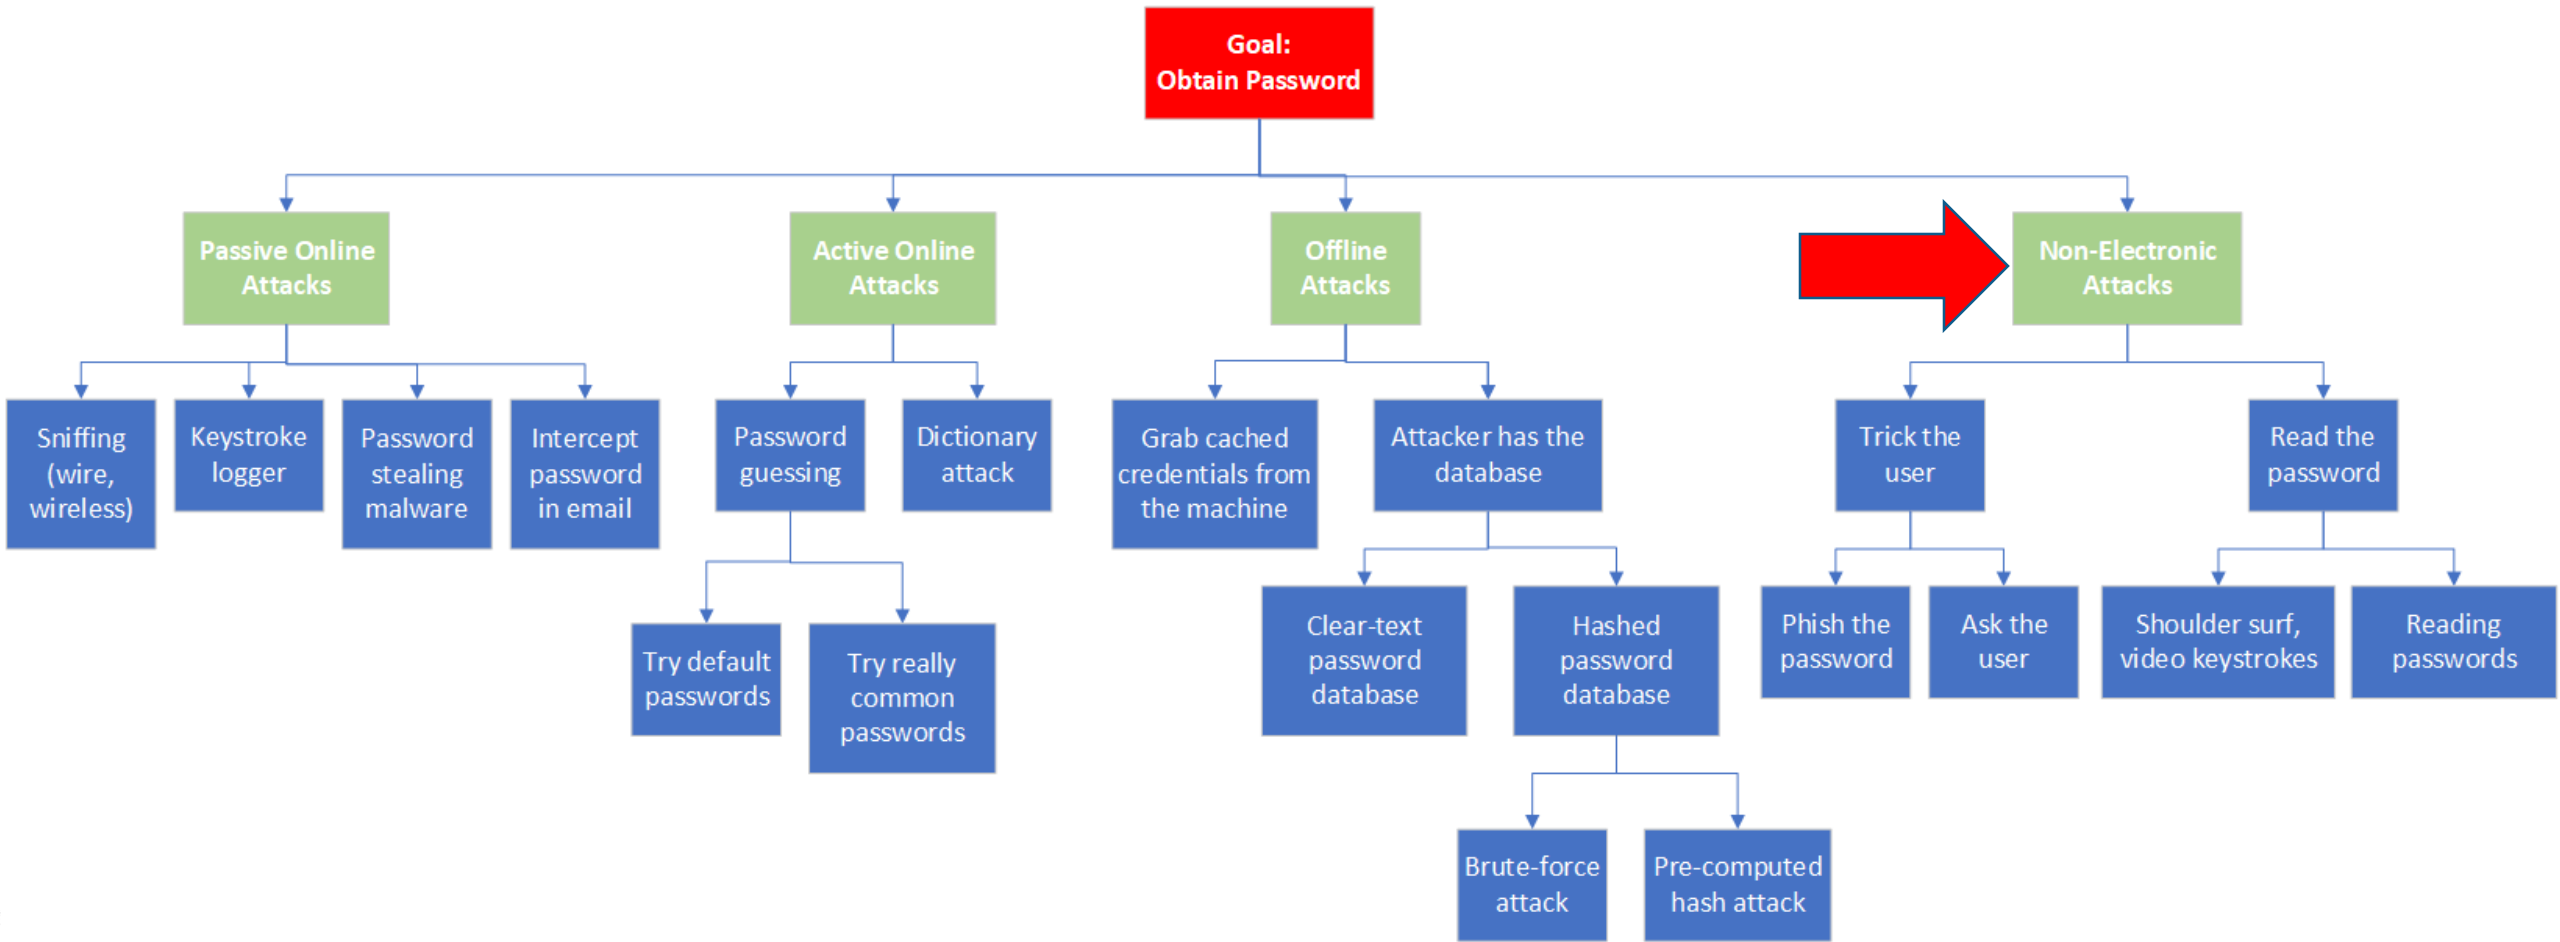 Goal:
Obtain Password
Passive Online
Attacks
Active Online
Attacks
Offline
Attacks
Non-Electronic
Attacks
Sniffing
(wire,
wireless)
Keystroke
logger
Password
stealing
malware
Intercept
password
in email
Password
guessing
Dictionary
attack
Grab cached
credentials from
the machine
Attacker has the
database
Trick the
user
Read the
password
Try default
passwords
Try really
common
passwords
Clear-text
password
database
Hashed
password
database
Phish the
password
Ask the
user
Shoulder surf,
video keystrokes
Reading
passwords
Brute-force
attack
Pre-computed
hash attack